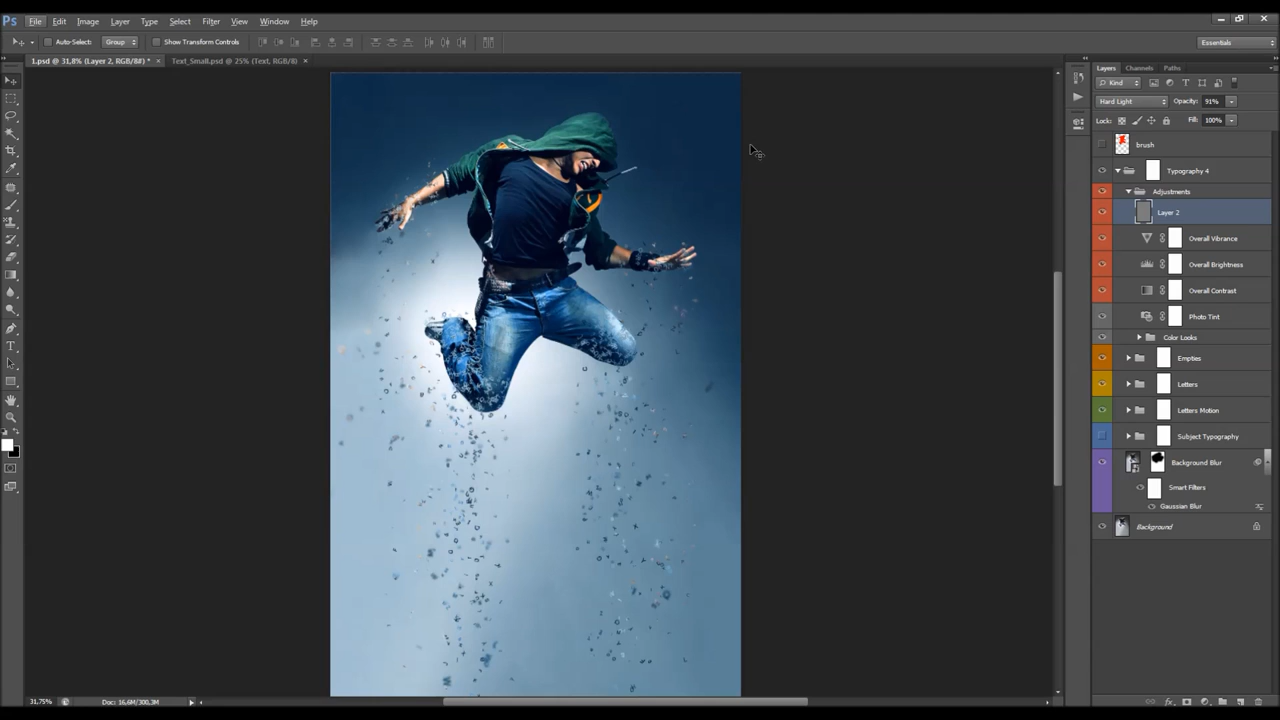 Ps File Edit Image Layer Type Select Filter View Window Help
Auto-Select: Group Show Transform Controls Essentials
1.psd @ 31,8% (Layer 2, RGB/8#) * × Text_Small.psd @ 25% (Text, RGB/8) ×
Layers Channels Paths
Kind
Hard Light Opacity: 91%
Lock: Fill: 100%
brush
Typography 4
Adjustments
Layer 2
Overall Vibrance
Overall Brightness
Overall Contrast
Photo Tint
Color Looks
Empties
Letters
Letters Motion
Subject Typography
Background Blur
Smart Filters
Gaussian Blur
Background
31,75% Doc: 16,6M/300,3M